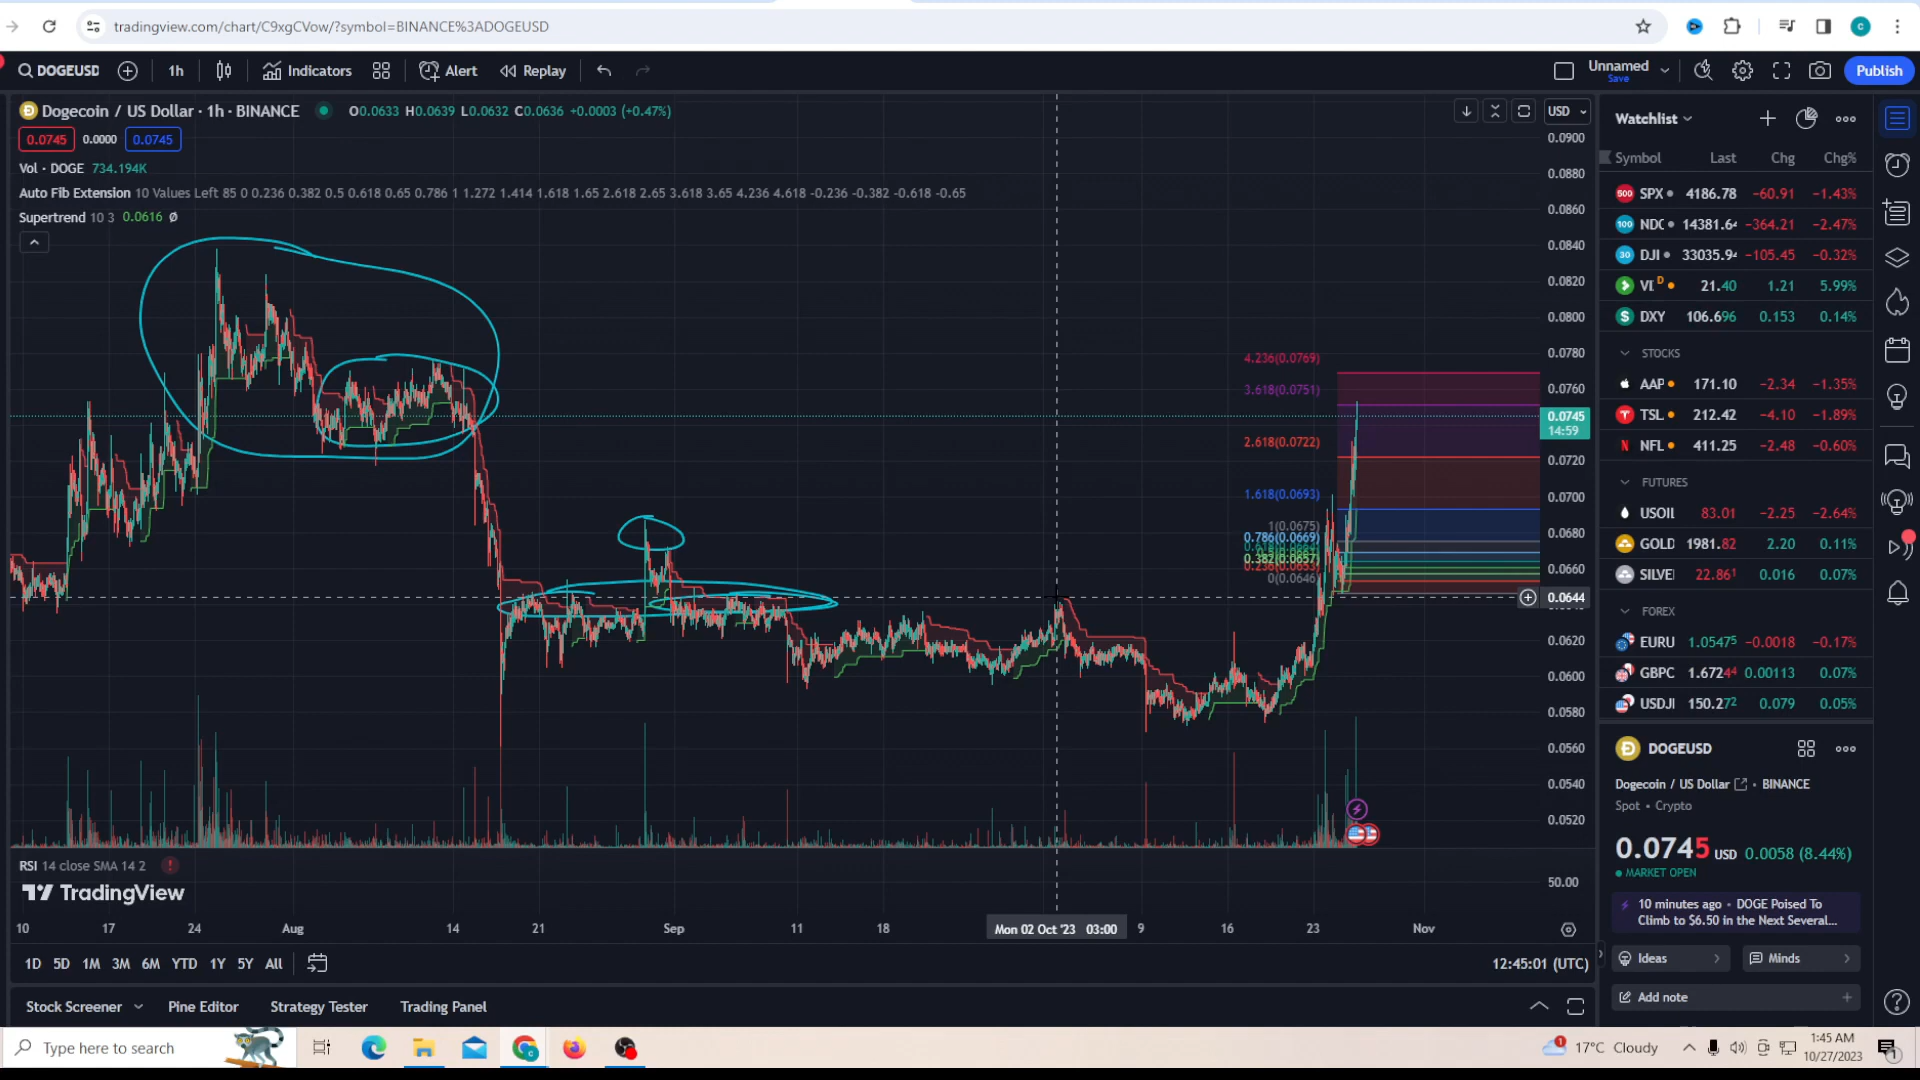 tradingview.com/chart/C9xgCVow/?symbol=BINANCE%3ADOGEUSD
DOGEUSD 1h Indicators Alert Replay Unnamed Save Publish
Dogecoin / US Dollar · 1h · BINANCE O0.0633 H0.0639 L0.0632 C0.0636 +0.0003 (+0.47%)
0.0745 0.0000 0.0745
Vol · DOGE 734.194K
Auto Fib Extension 10 Values Left 85 0 0.236 0.382 0.5 0.618 0.65 0.786 1 1.272 1.414 1.618 1.65 2.618 2.65 3.618 3.65 4.236 4.618 -0.236 -0.382 -0.618 -0.65
Supertrend 10 3 0.0616 Ø
USD
0.0900
0.0880
0.0860
0.0840
0.0820
0.0800
0.0780
0.0760
0.0745
14:59
0.0720
0.0700
0.0680
0.0660
0.0644
0.0620
0.0600
0.0580
0.0560
0.0540
0.0520
50.00
4.236(0.0769)
3.618(0.0751)
2.618(0.0722)
1.618(0.0693)
1(0.0675)
0.786(0.0669)
0.382(0.0657)
0.236(0.0653)
0(0.0646)
RSI 14 close SMA 14 2
TradingView
10 17 24 Aug 14 21 Sep 11 18 Mon 02 Oct '23 03:00 9 16 23 Nov
1D 5D 1M 3M 6M YTD 1Y 5Y All 12:45:01 (UTC)
Stock Screener Pine Editor Strategy Tester Trading Panel
Watchlist
Symbol Last Chg Chg%
SPX 4186.78 −60.91 −1.43%
NDC 14381.64 −364.21 −2.47%
DJI 33035.94 −105.45 −0.32%
VI D 21.40 1.21 5.99%
DXY 106.696 0.153 0.14%
STOCKS
AAP 171.10 −2.34 −1.35%
TSL 212.42 −4.10 −1.89%
NFL 411.25 −2.48 −0.60%
FUTURES
USOIL 83.01 −2.25 −2.64%
GOLD 1981.82 2.20 0.11%
SILVE 22.861 0.016 0.07%
FOREX
EURU 1.05475 −0.0018 −0.17%
GBPC 1.67244 0.00113 0.07%
USDJI 150.272 0.079 0.05%
DOGEUSD
Dogecoin / US Dollar · BINANCE
Spot · Crypto
0.0745 USD 0.0058 (8.44%)
MARKET OPEN
10 minutes ago · DOGE Poised To
Climb to $6.50 in the Next Several...
Ideas Minds
Add note
Type here to search 17°C Cloudy 1:45 AM
10/27/2023